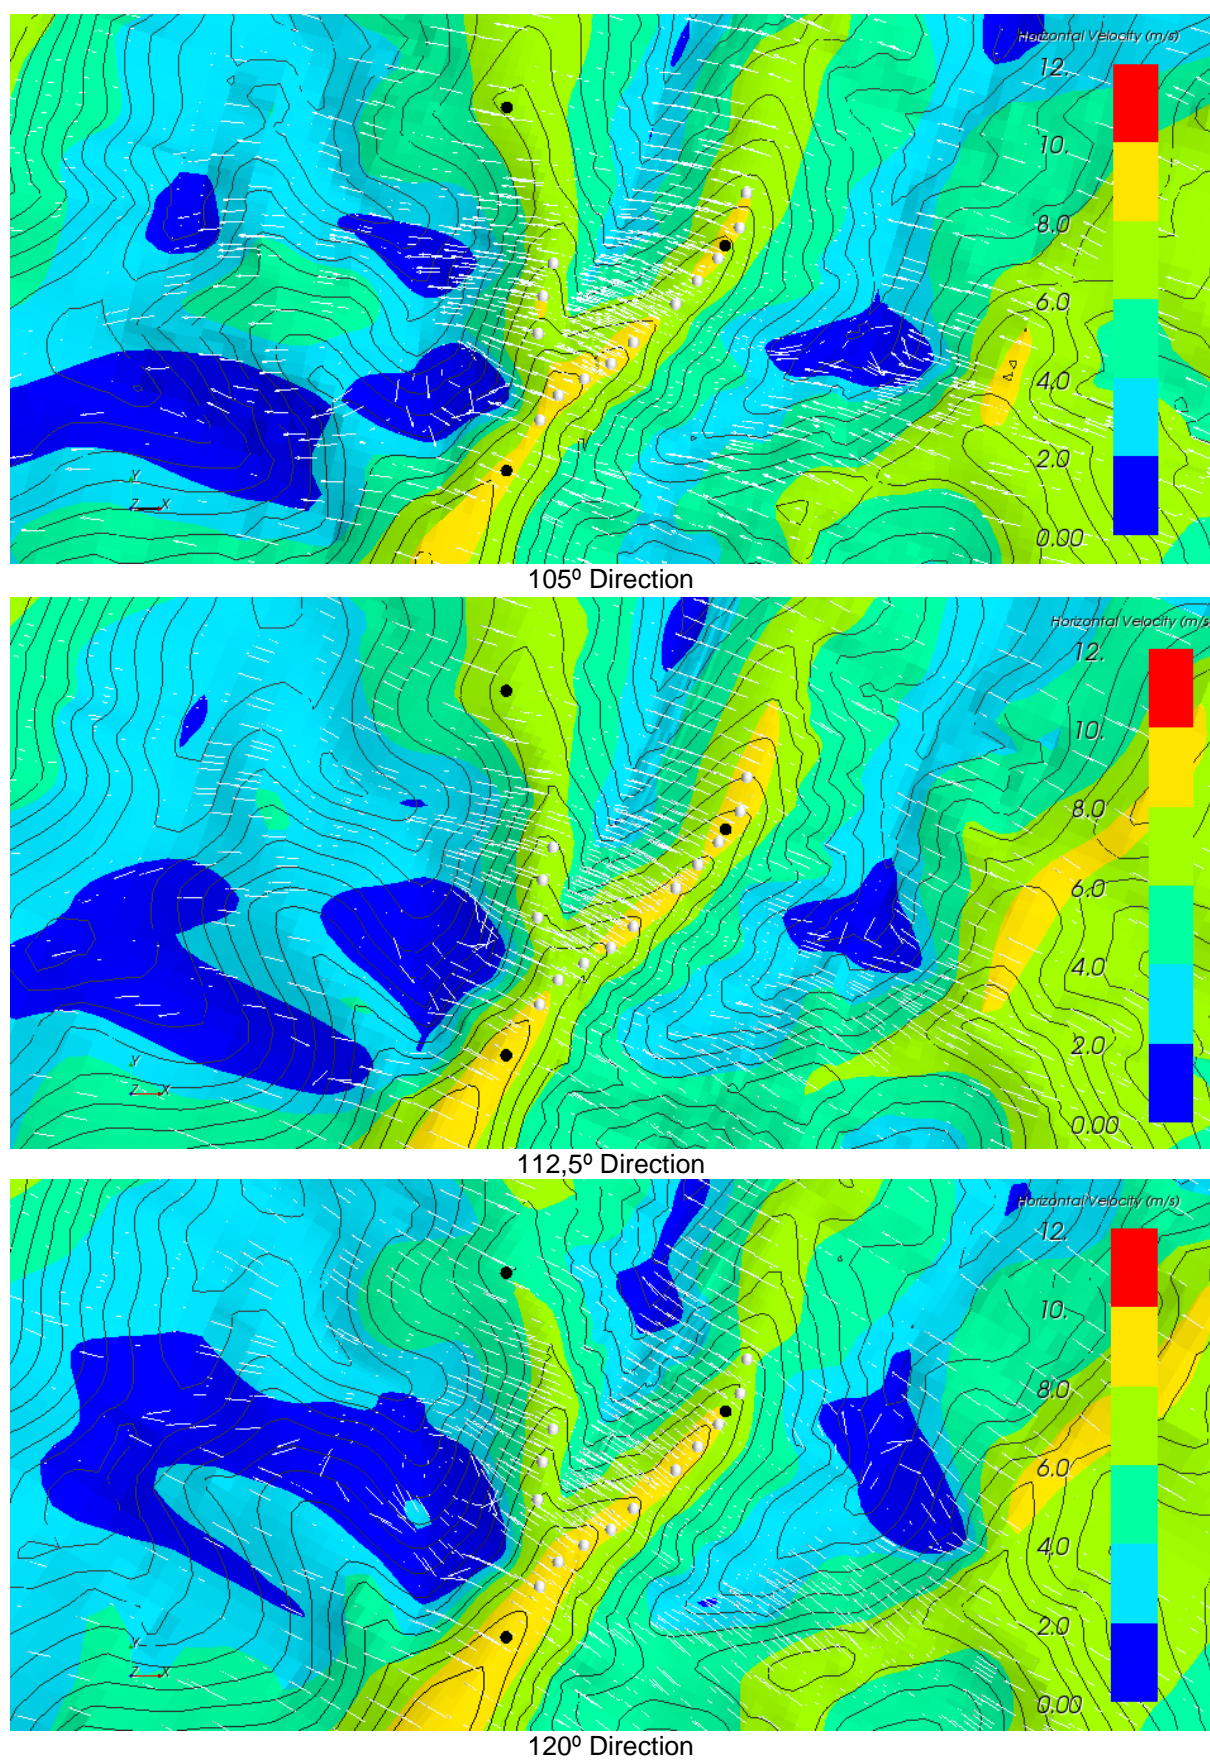 Horizontal Velocity (m/s)
12.
10.
8.0
6.0
4.0
2.0
0.00
Y
Z X
105º Direction
Horizontal Velocity (m/s
12.
10.
8.0
6.0
4.0
2.0
0.00
Y
Z X
112,5º Direction
Horizontal Velocity (m/s)
12.
10.
8.0
6.0
4.0
2.0
0.00
Y
Z X
120º Direction